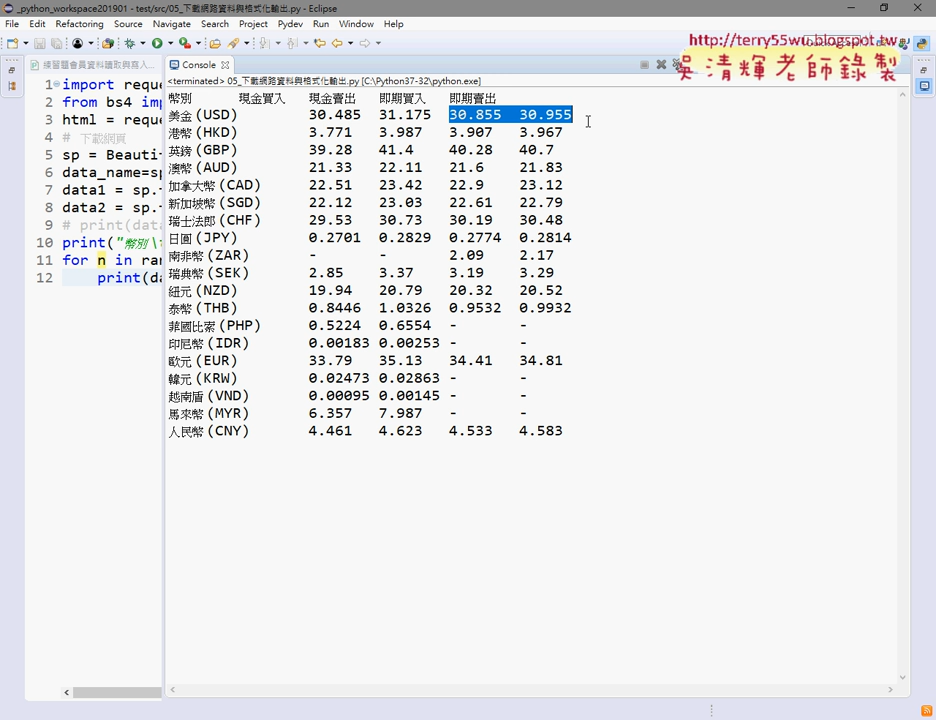 _python_workspace201901 - test/src/05_下載網路資料與格式化輸出.py - Eclipse
File Edit Refactoring Source Navigate Search Project Pydev Run Window Help
http://terry55wu.blogspot.tw
吳清輝老師錄製
練習題會員資料讀取與寫入...
Console
<terminated> 05_下載網路資料與格式化輸出.py [C:\Python37-32\python.exe]
1 import reque
2 from bs4 imp
3 html = reque
4 # 下載網頁
5 sp = Beauti
6 data_name=sp
7 data1 = sp.
8 data2 = sp.
9 # print(dat
10 print("幣別\t
11 for n in ran
12 print(da
幣別 現金買入 現金賣出 即期買入 即期賣出
美金(USD) 30.485 31.175 30.855 30.955
港幣(HKD) 3.771 3.987 3.907 3.967
英鎊(GBP) 39.28 41.4 40.28 40.7
澳幣(AUD) 21.33 22.11 21.6 21.83
加拿大幣(CAD) 22.51 23.42 22.9 23.12
新加坡幣(SGD) 22.12 23.03 22.61 22.79
瑞士法郎(CHF) 29.53 30.73 30.19 30.48
日圓(JPY) 0.2701 0.2829 0.2774 0.2814
南非幣(ZAR) - - 2.09 2.17
瑞典幣(SEK) 2.85 3.37 3.19 3.29
紐元(NZD) 19.94 20.79 20.32 20.52
泰幣(THB) 0.8446 1.0326 0.9532 0.9932
菲國比索(PHP) 0.5224 0.6554 - -
印尼幣(IDR) 0.00183 0.00253 - -
歐元(EUR) 33.79 35.13 34.41 34.81
韓元(KRW) 0.02473 0.02863 - -
越南盾(VND) 0.00095 0.00145 - -
馬來幣(MYR) 6.357 7.987 - -
人民幣(CNY) 4.461 4.623 4.533 4.583